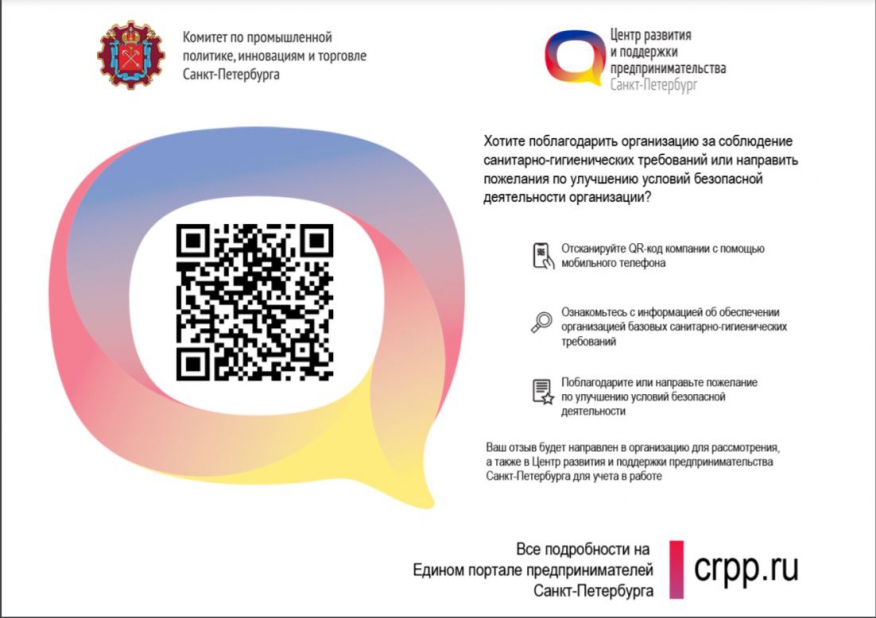 Комитет по промышленной
политике, инновациям и торговле
Санкт-Петербурга
Центр развития
и поддержки
предпринимательства
Санкт-Петербург
Хотите поблагодарить организацию за соблюдение
санитарно-гигиенических требований или направить
пожелания по улучшению условий безопасной
деятельности организации?
Отсканируйте QR-код компании с помощью
мобильного телефона
Ознакомьтесь с информацией об обеспечении
организацией базовых санитарно-гигиенических
требований
Поблагодарите или направьте пожелание
по улучшению условий безопасной
деятельности
Ваш отзыв будет направлен в организацию для рассмотрения,
а также в Центр развития и поддержки предпринимательства
Санкт-Петербурга для учета в работе
Все подробности на
Едином портале предпринимателей
Санкт-Петербурга
crpp.ru